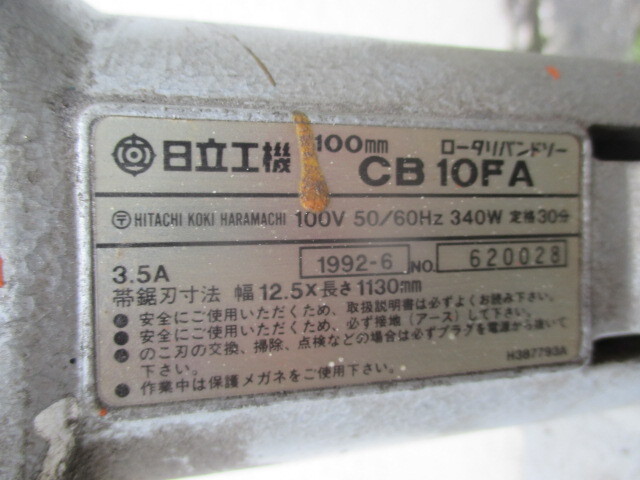 日立工機 100mm ロータリバンドソー
CB 10FA
〒 HITACHI KOKI HARAMACHI 100V 50/60Hz 340W 定格30分
3.5A 1992-6 NO. 620028
帯鋸刃寸法 幅12.5×長さ1130mm
● 安全にご使用いただくため、取扱説明書は必ずよくお読み下さい。
● 安全にご使用いただくため、必ず接地(アース)して下さい。
● のこ刃の交換、掃除、点検などの場合は必ずプラグを電源から抜いて
下さい。
● 作業中は保護メガネをご使用下さい。
H387793A